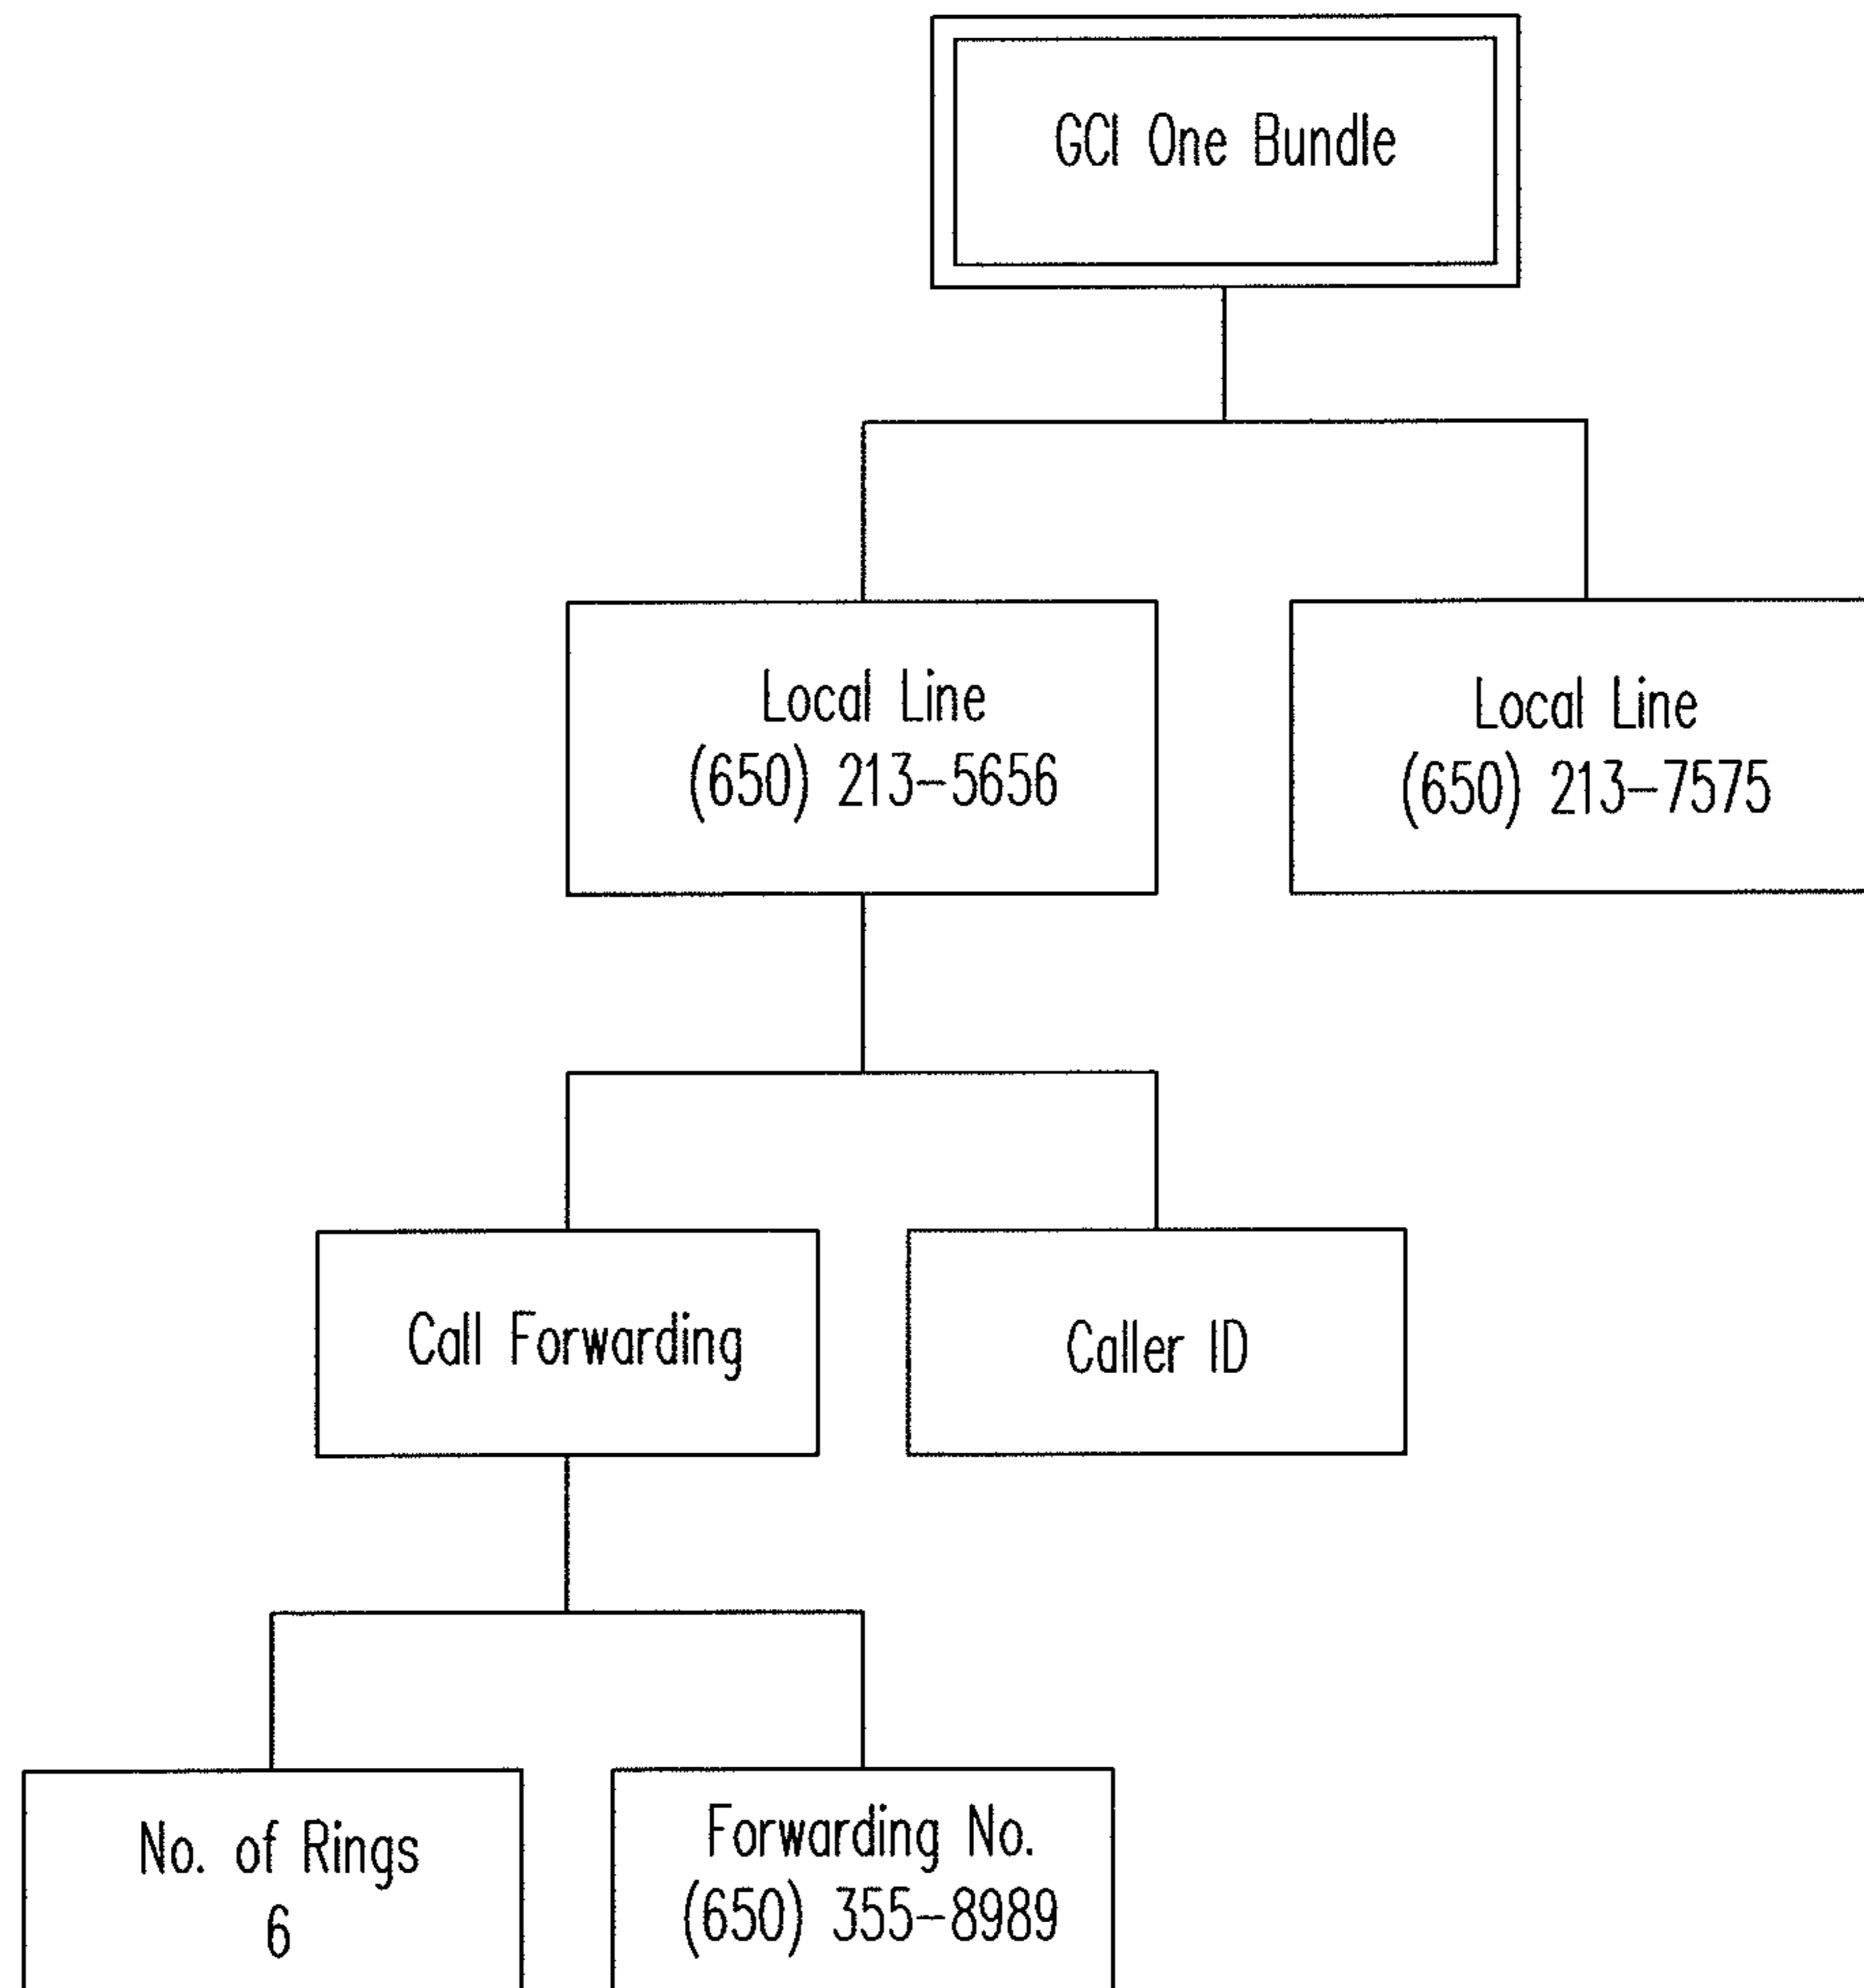 GCI One Bundle
Local Line
(650) 213-5656
Local Line
(650) 213-7575
Call Forwarding
Caller ID
No. of Rings
6
Forwarding No.
(650) 355-8989